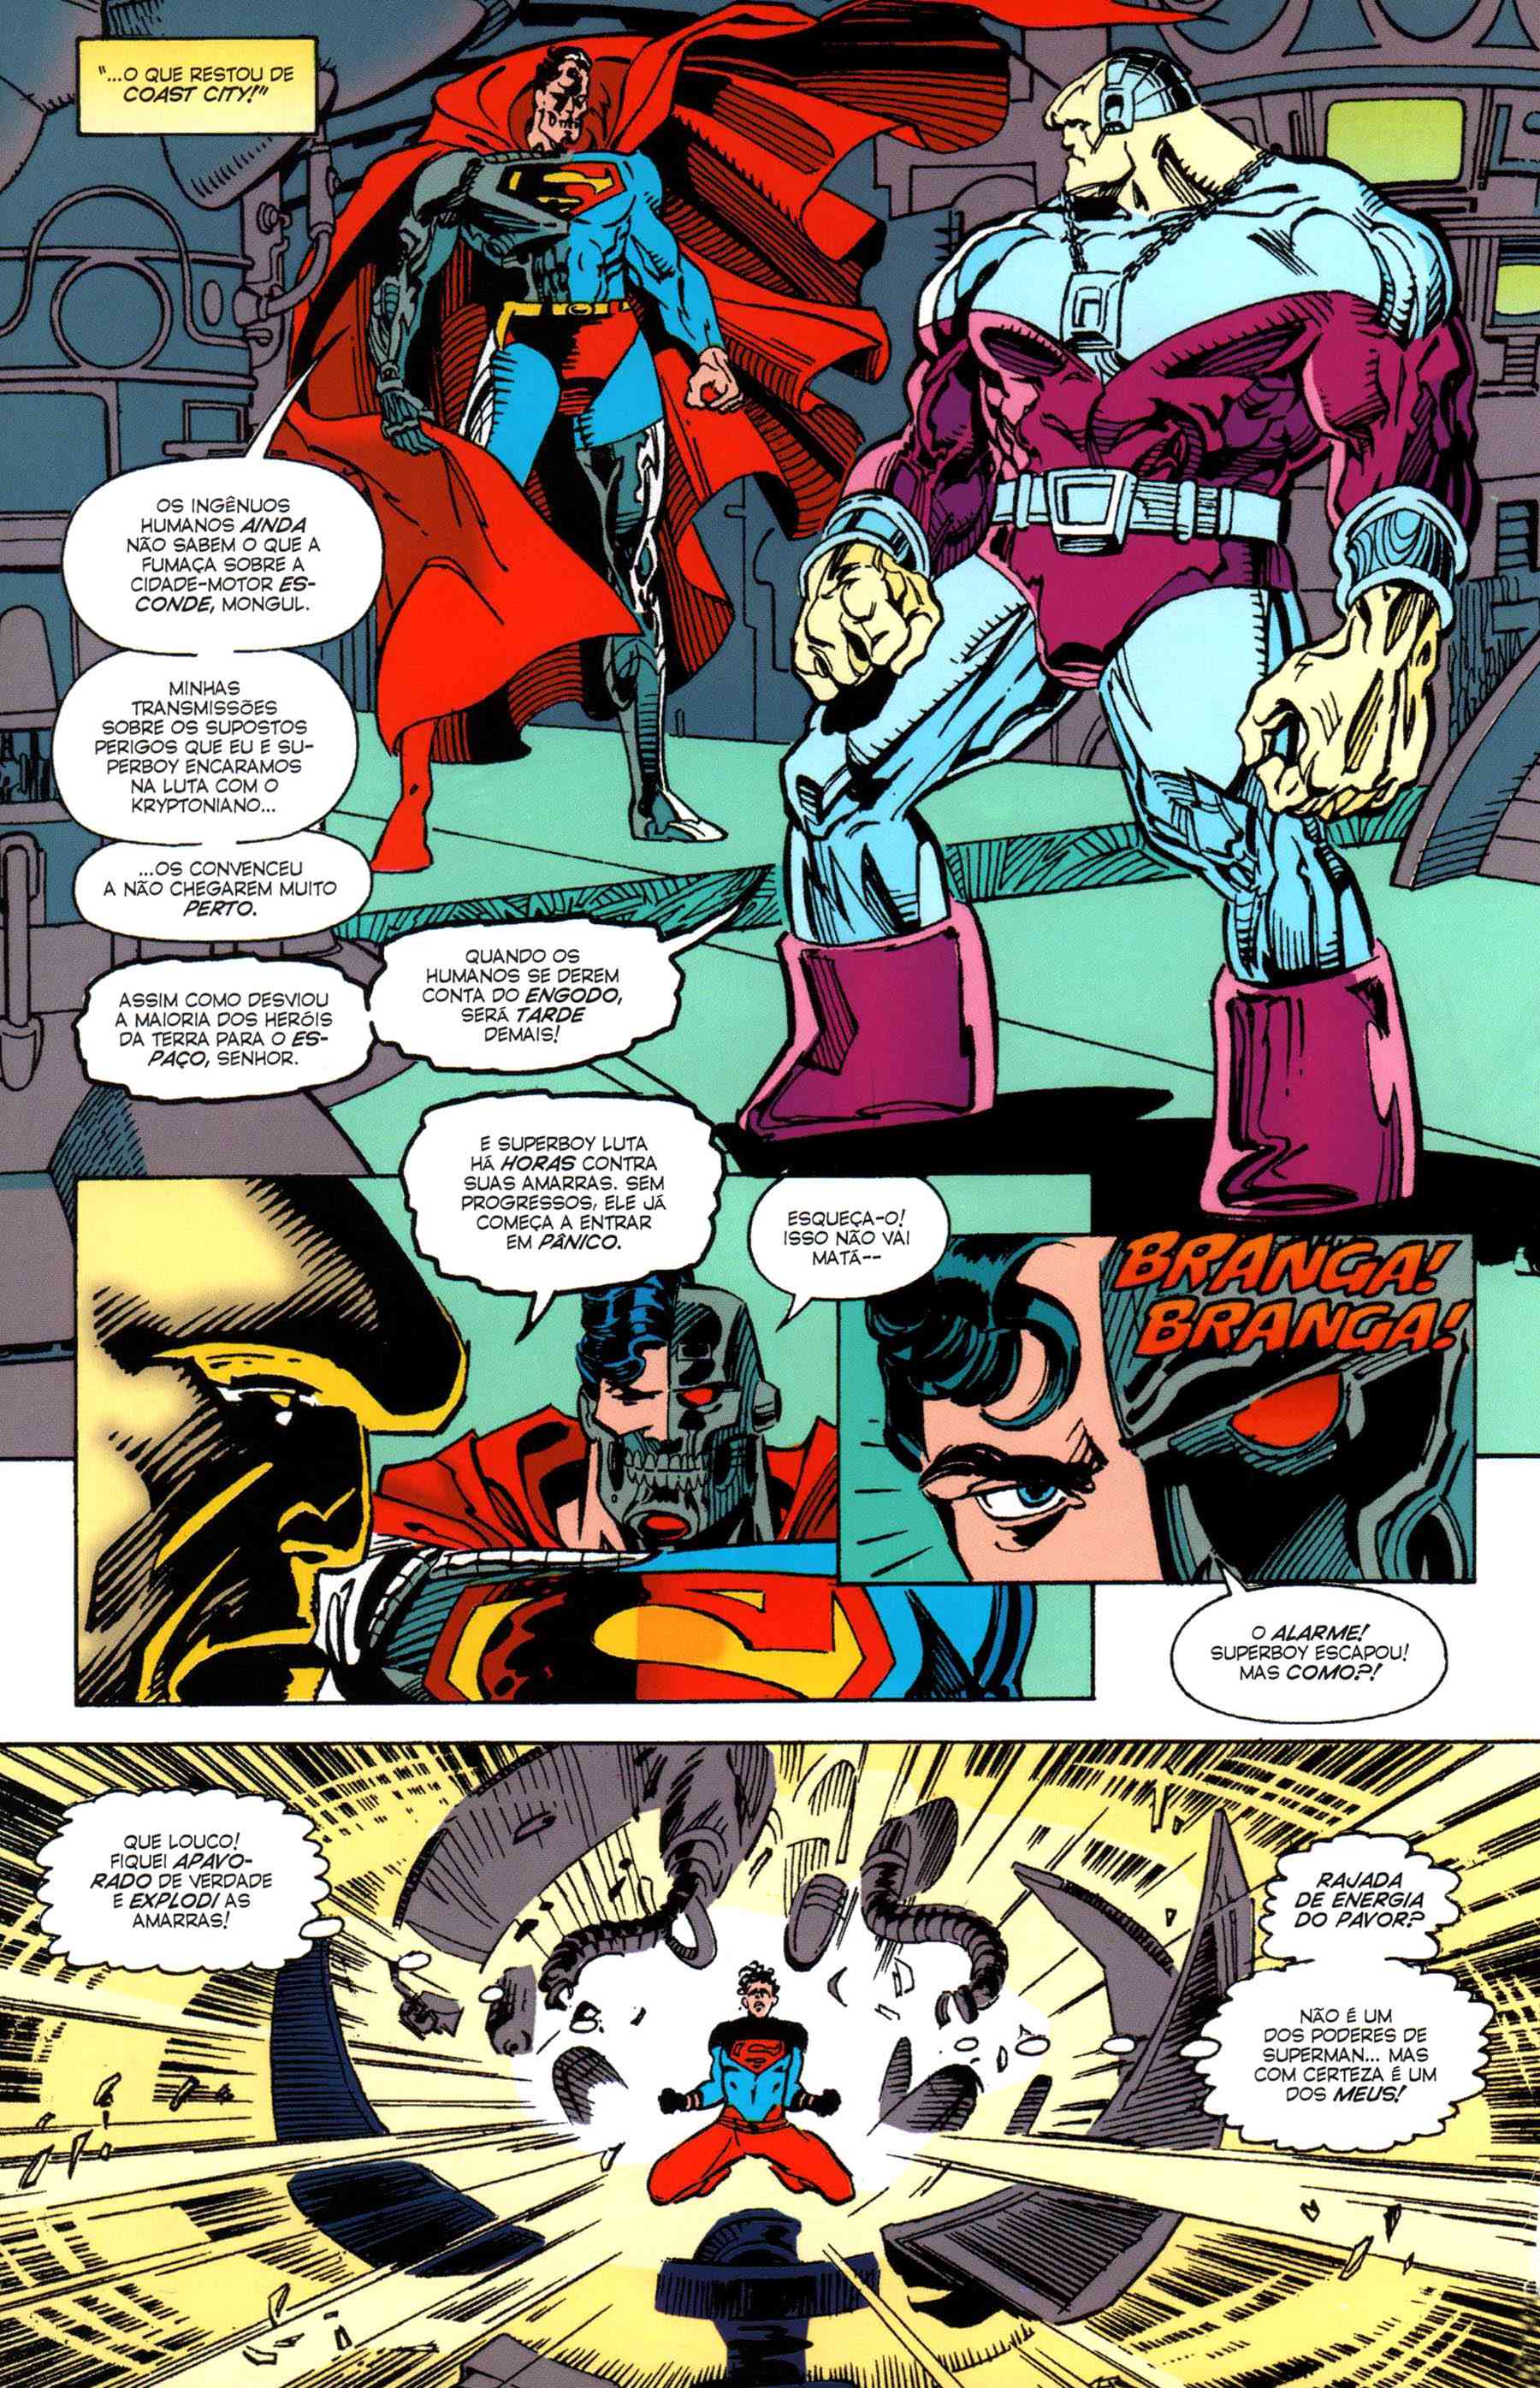 "...O QUE RESTOU DE
COAST CITY!"
OS INGÊNUOS
HUMANOS AINDA
NÃO SABEM O QUE A
FUMAÇA SOBRE A
CIDADE-MOTOR ES-
CONDE, MONGUL.
MINHAS
TRANSMISSÕES
SOBRE OS SUPOSTOS
PERIGOS QUE EU E SU-
PERBOY ENCARAMOS
NA LUTA COM O
KRYPTONIANO...
...OS CONVENCEU
A NÃO CHEGAREM MUITO
PERTO.
ASSIM COMO DESVIOU
A MAIORIA DOS HERÓIS
DA TERRA PARA O ES-
PAÇO, SENHOR.
QUANDO OS
HUMANOS SE DEREM
CONTA DO ENGODO,
SERÁ TARDE
DEMAIS!
E SUPERBOY LUTA
HÁ HORAS CONTRA
SUAS AMARRAS. SEM
PROGRESSOS, ELE JÁ
COMEÇA A ENTRAR
EM PÂNICO.
ESQUEÇA-O!
ISSO NÃO VAI
MATÁ--
BRANGA!
BRANGA!
O ALARME!
SUPERBOY ESCAPOU!
MAS COMO?!
QUE LOUCO!
FIQUEI APAVO-
RADO DE VERDADE
E EXPLODI AS
AMARRAS!
RAJADA
DE ENERGIA
DO PAVOR?
NÃO É UM
DOS PODERES DE
SUPERMAN... MAS
COM CERTEZA É UM
DOS MEUS!